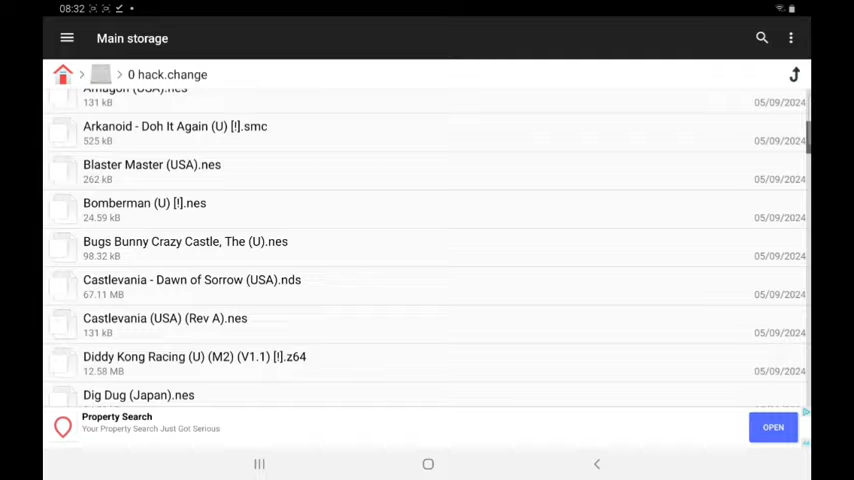 08:32
Main storage
0 hack.change
Amagon (USA).nes
131 kB
05/09/2024
Arkanoid - Doh It Again (U) [!].smc
525 kB
05/09/2024
Blaster Master (USA).nes
262 kB
05/09/2024
Bomberman (U) [!].nes
24.59 kB
05/09/2024
Bugs Bunny Crazy Castle, The (U).nes
98.32 kB
05/09/2024
Castlevania - Dawn of Sorrow (USA).nds
67.11 MB
05/09/2024
Castlevania (USA) (Rev A).nes
131 kB
05/09/2024
Diddy Kong Racing (U) (M2) (V1.1) [!].z64
12.58 MB
05/09/2024
Dig Dug (Japan).nes
Property Search
Your Property Search Just Got Serious
OPEN